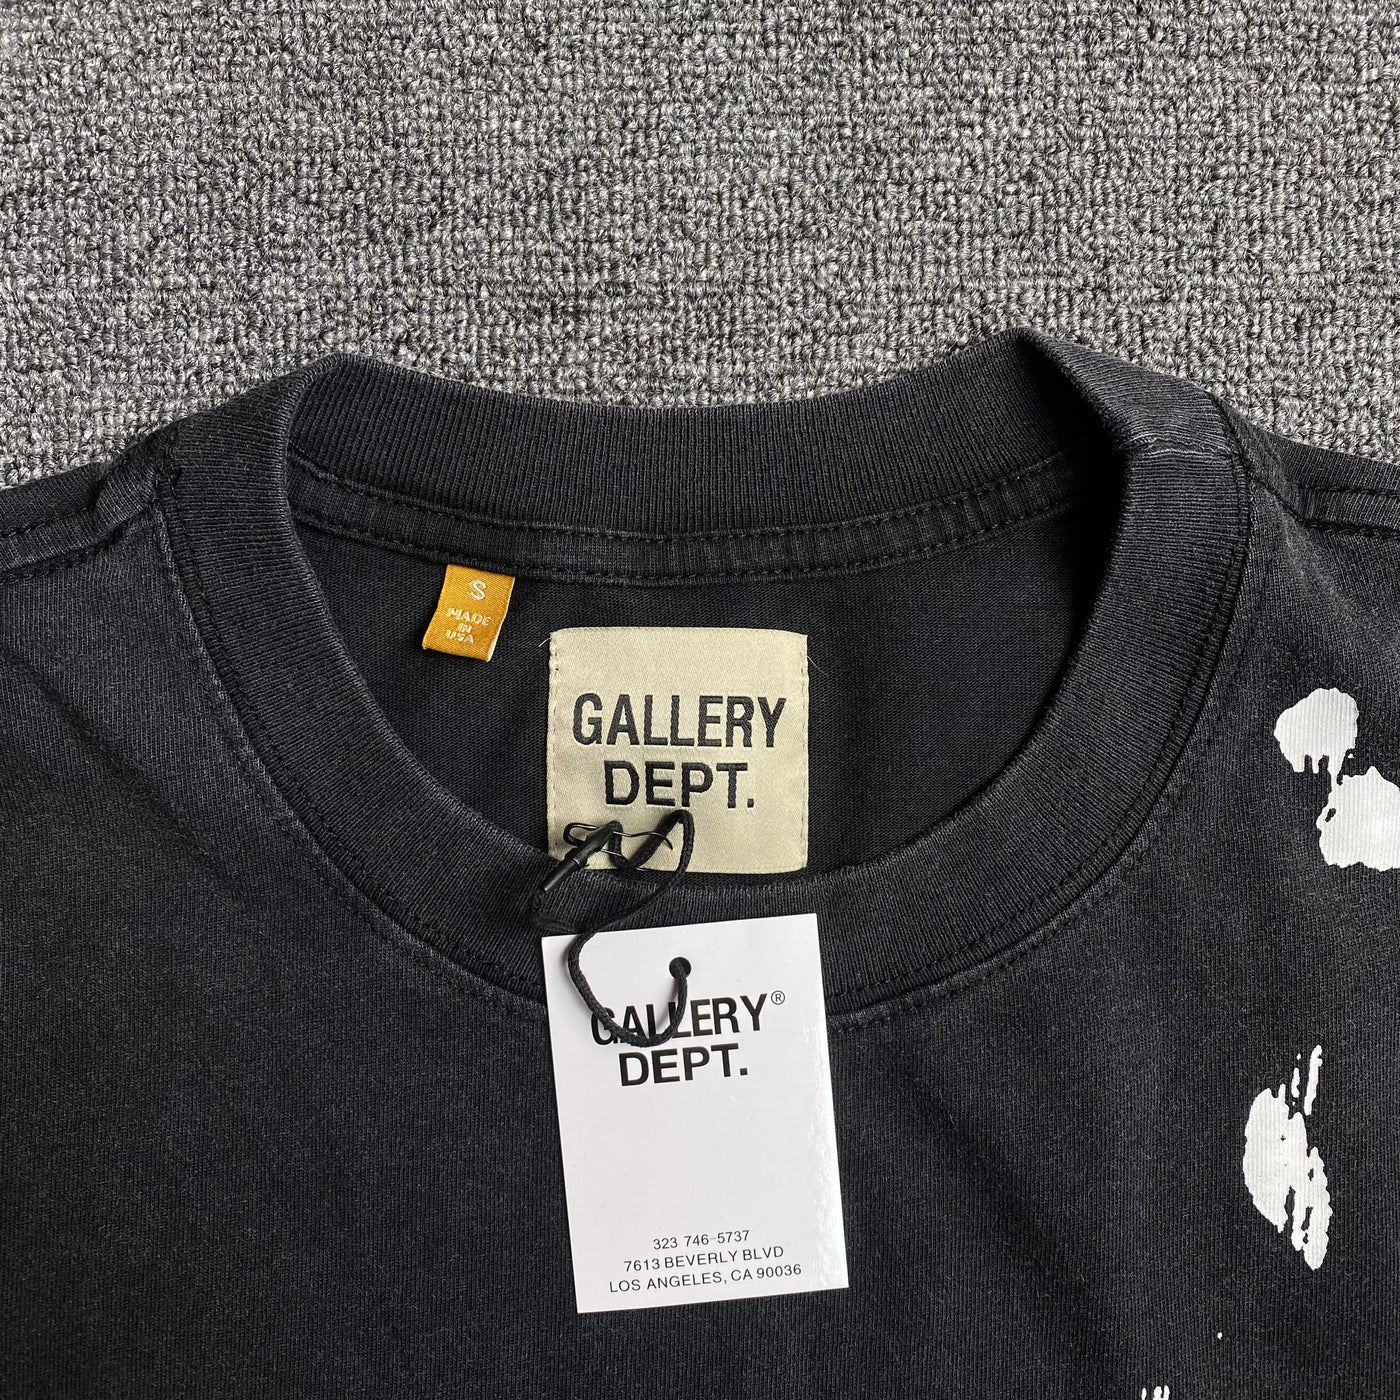 S
MADE
IN
USA
GALLERY
DEPT.
GALLERY®
DEPT.
323 746-5737
7613 BEVERLY BLVD
LOS ANGELES, CA 90036